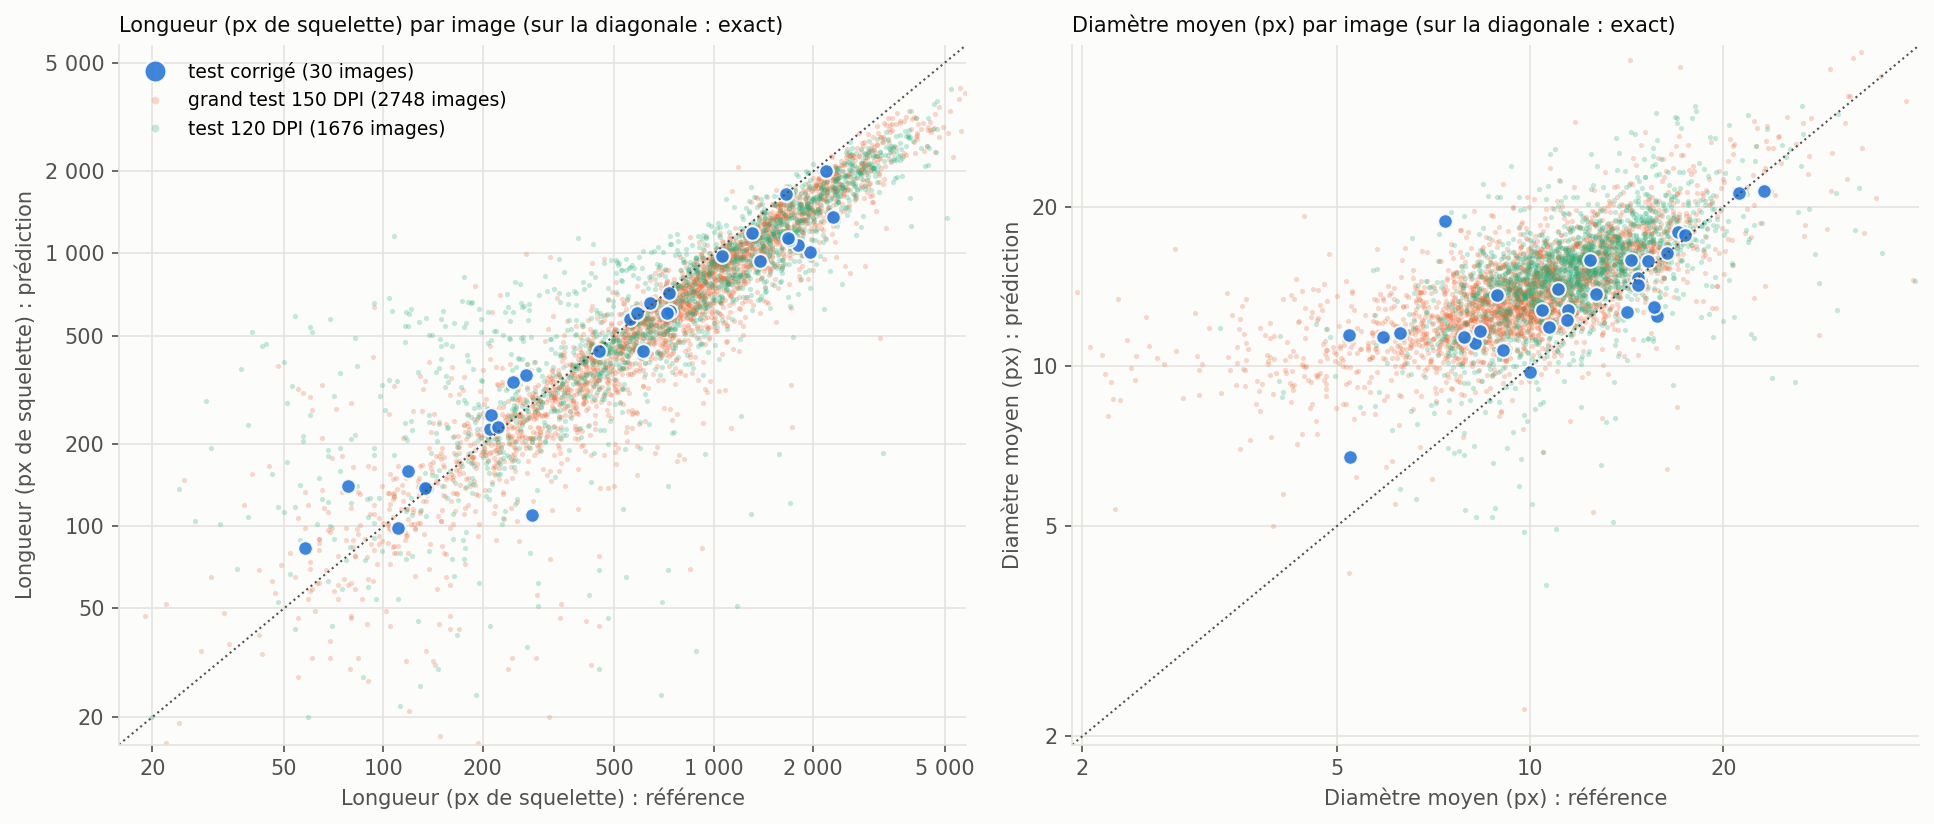 Longueur (px de squelette) par image (sur la diagonale : exact)
test corrigé (30 images)
grand test 150 DPI (2748 images)
test 120 DPI (1676 images)
Longueur (px de squelette) : prédiction
5 000
2 000
1 000
500
200
100
50
20
20 50 100 200 500 1 000 2 000 5 000
Longueur (px de squelette) : référence
Diamètre moyen (px) par image (sur la diagonale : exact)
Diamètre moyen (px) : prédiction
20
10
5
2
2 5 10 20
Diamètre moyen (px) : référence